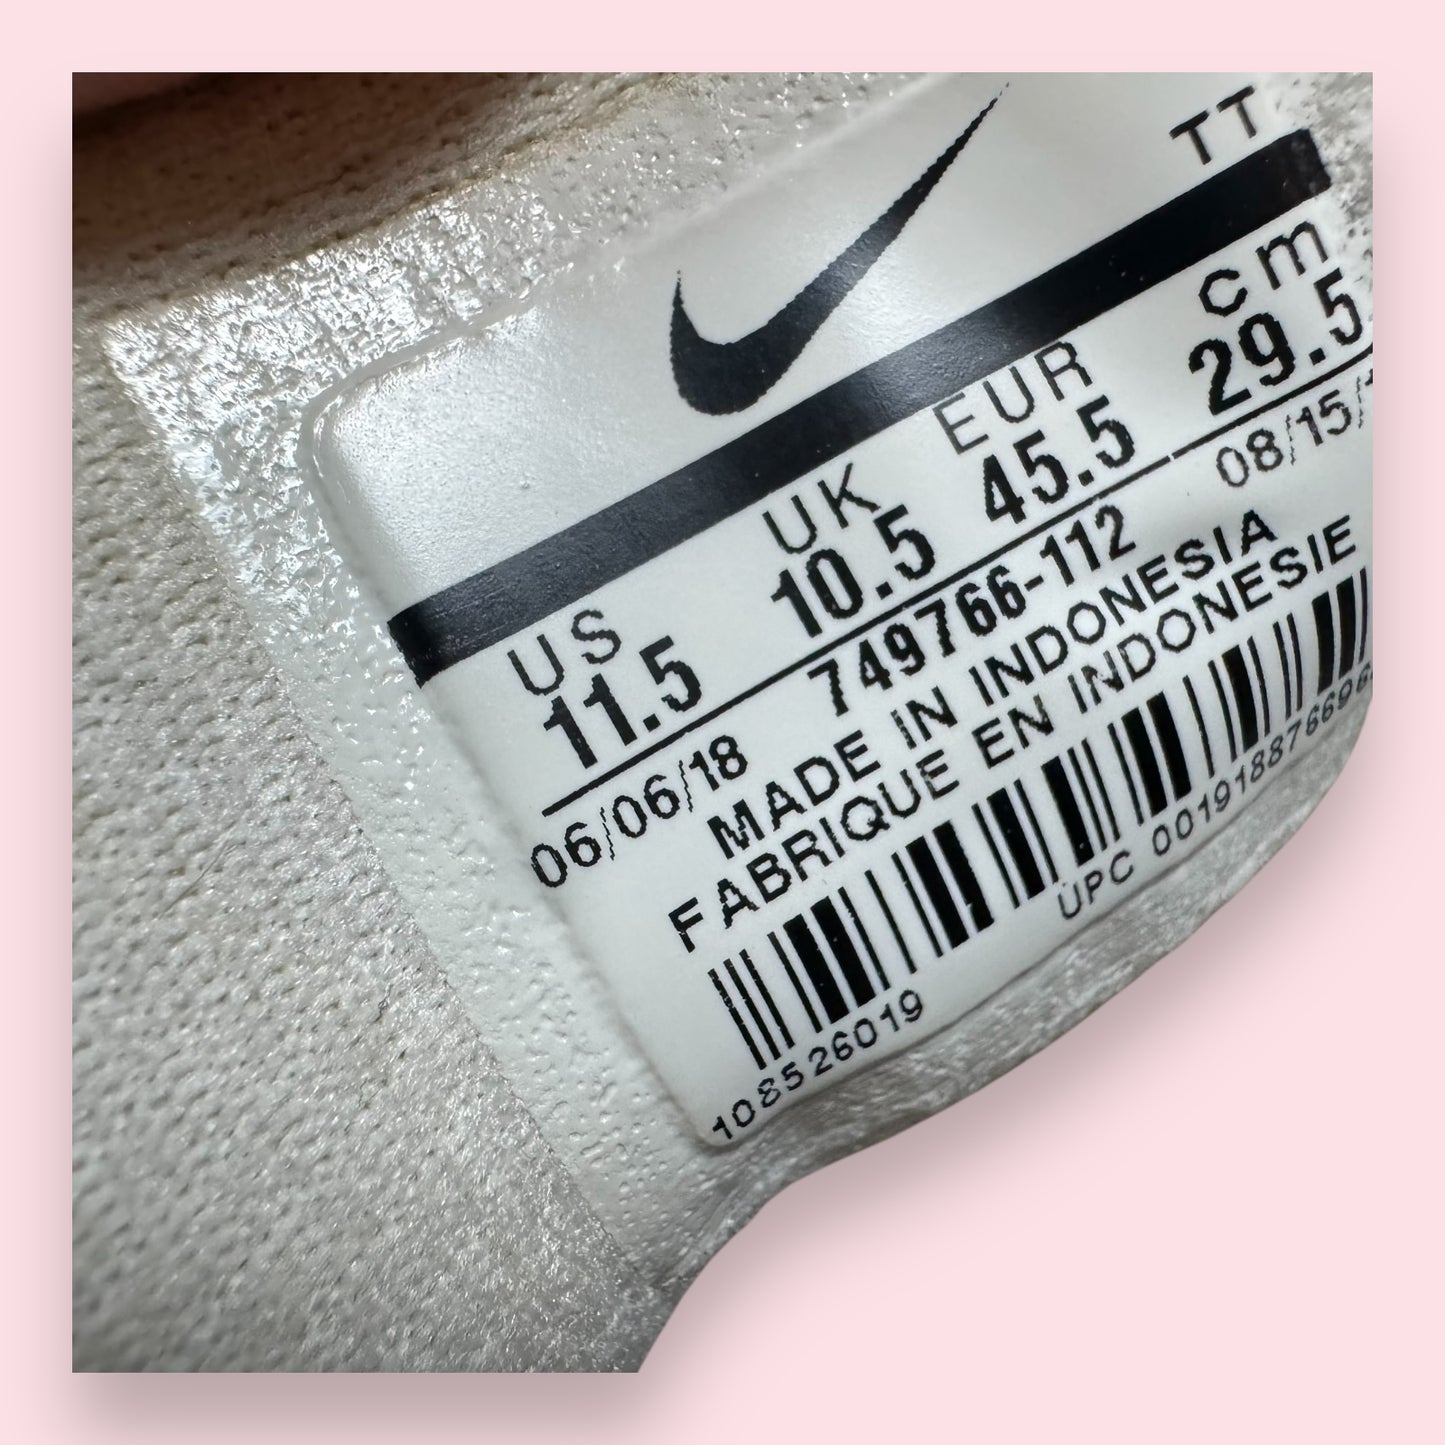 TT
US UK EUR cm
11.5 10.5 45.5 29.5
06/06/18 749766-112 08/15/
MADE IN INDONESIA
FABRIQUE EN INDONESIE
UPC 00191887669
108526019